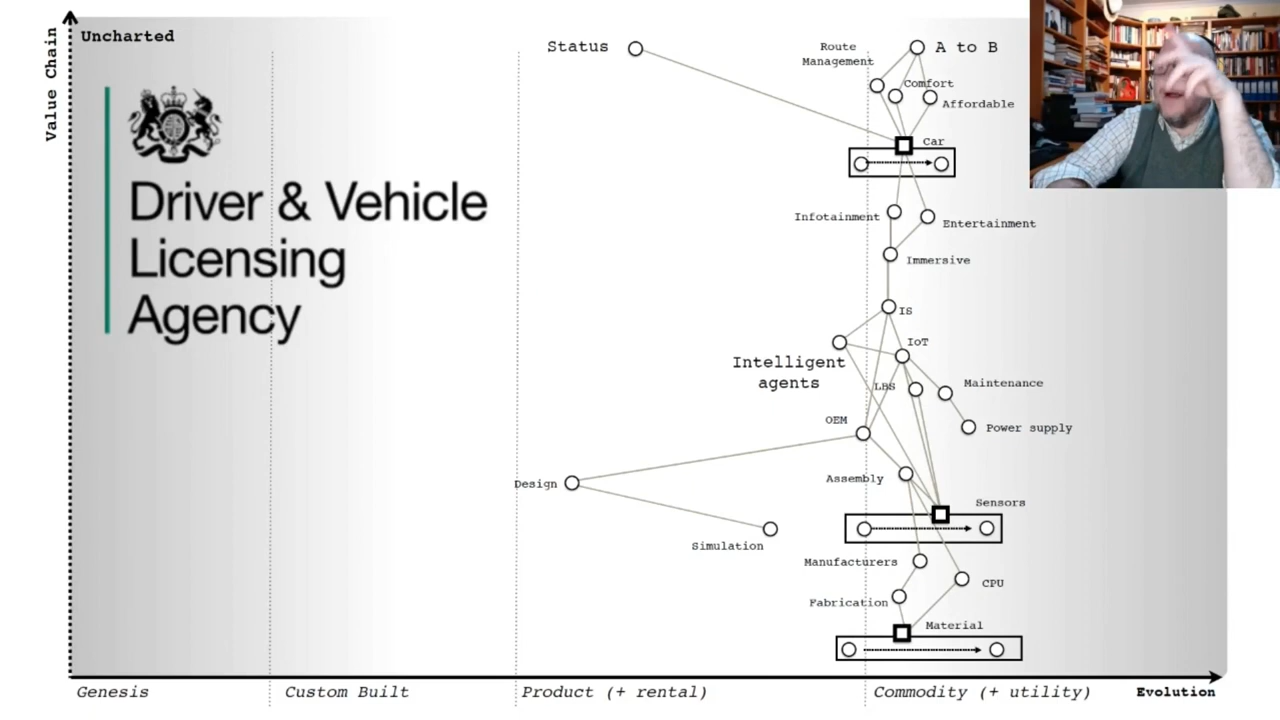 Value Chain
Uncharted
Driver & Vehicle
Licensing
Agency
Status
Route
Management
A to B
Comfort
Affordable
Car
Infotainment
Entertainment
Immersive
IS
IoT
Intelligent
agents
LBS
Maintenance
OEM
Power supply
Assembly
Design
Sensors
Simulation
Manufacturers
CPU
Fabrication
Material
Genesis
Custom Built
Product (+ rental)
Commodity (+ utility)
Evolution